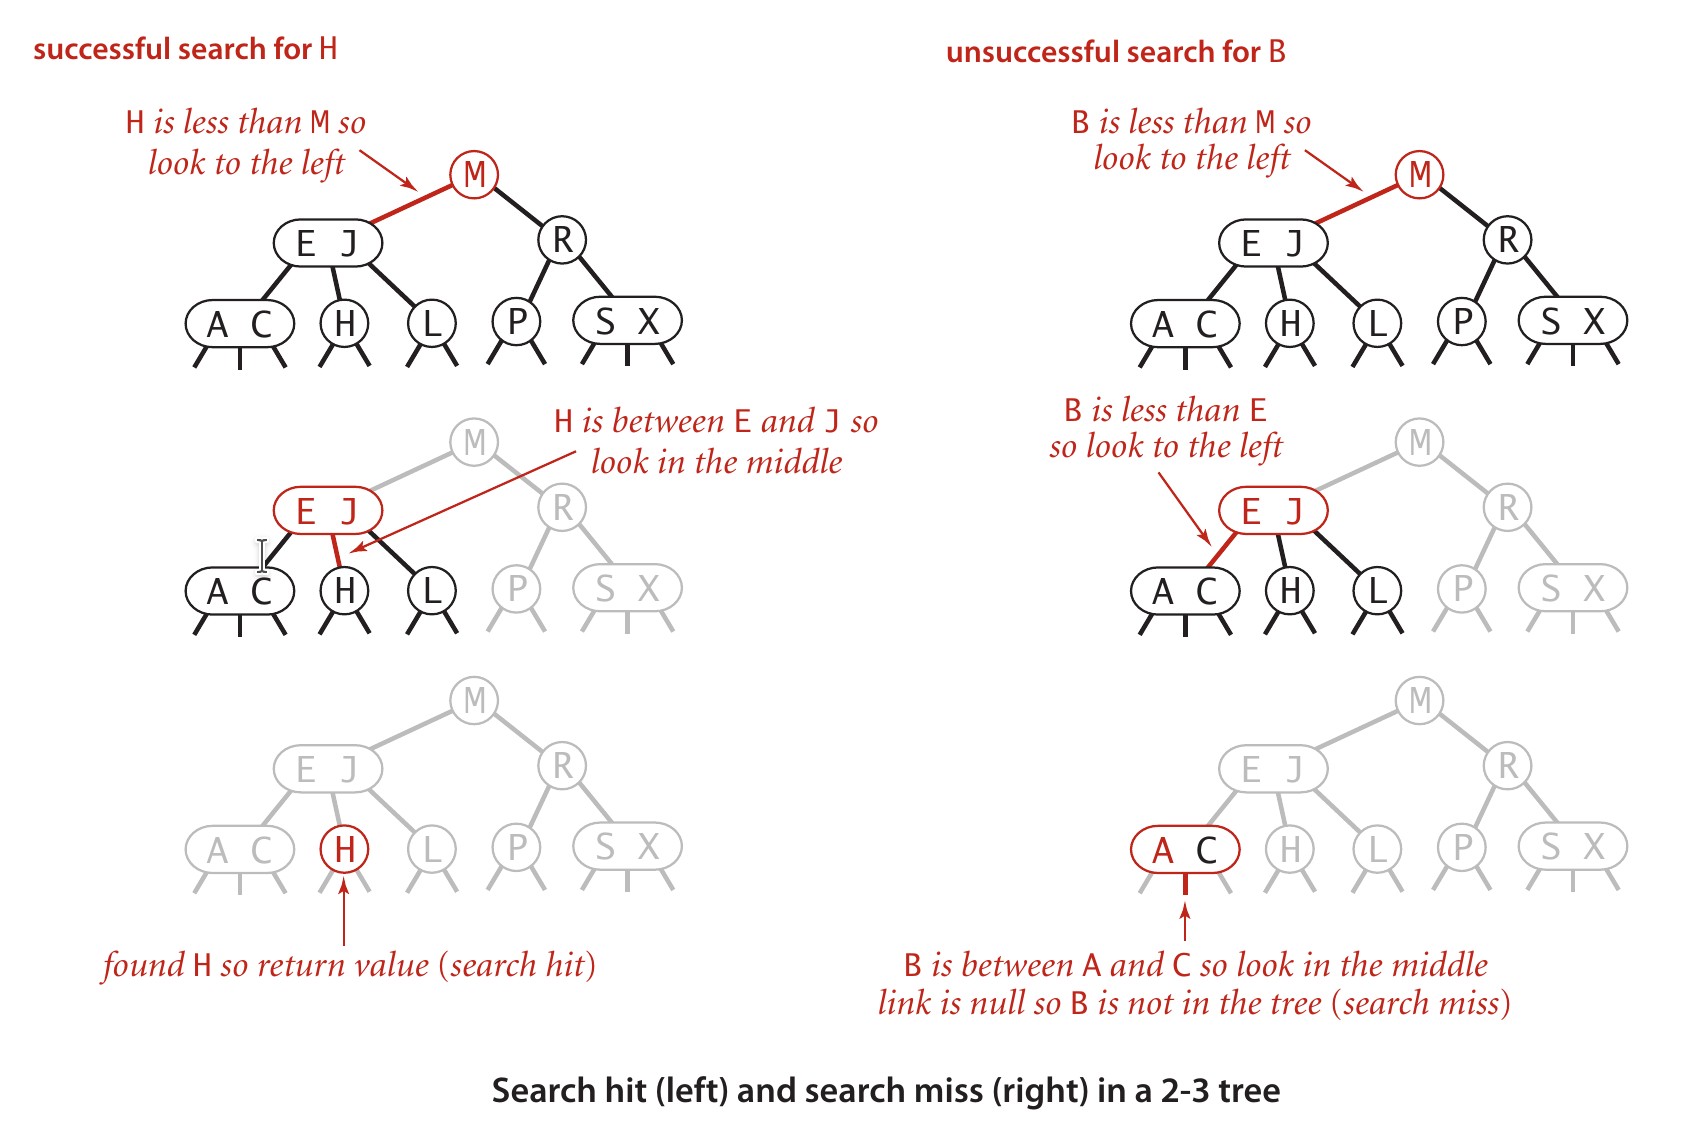 successful search for H
H is less than M so
look to the left
M
E J
R
A C
H
L
P
S X
H is between E and J so
look in the middle
M
E J
R
A C
H
L
P
S X
M
E J
R
A C
H
L
P
S X
found H so return value (search hit)
unsuccessful search for B
B is less than M so
look to the left
M
E J
R
A C
H
L
P
S X
B is less than E
so look to the left
M
E J
R
A C
H
L
P
S X
M
E J
R
A C
H
L
P
S X
B is between A and C so look in the middle
link is null so B is not in the tree (search miss)
Search hit (left) and search miss (right) in a 2-3 tree